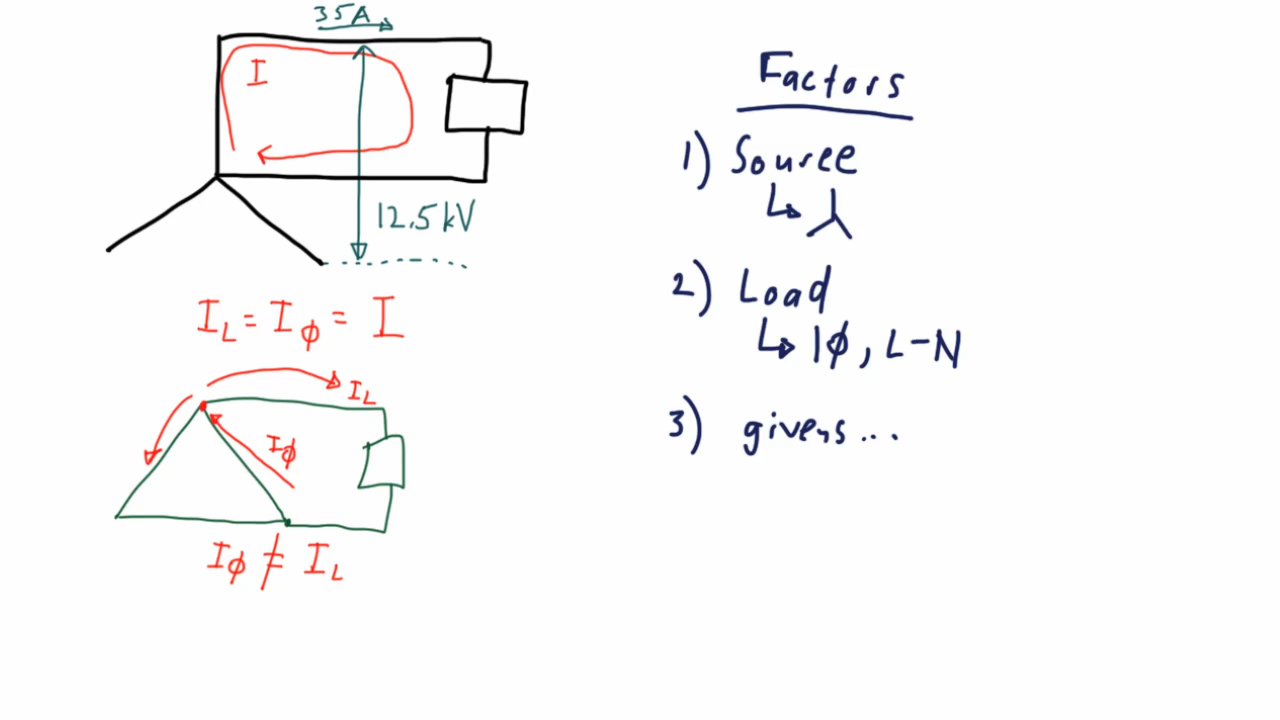 35A
I
12.5kV
I_L = I_ϕ = I
I_L
I_ϕ
I_ϕ ≠ I_L
Factors
1) Source
↳ ⅄
2) Load
↳ 1ϕ, L-N
3) givens...